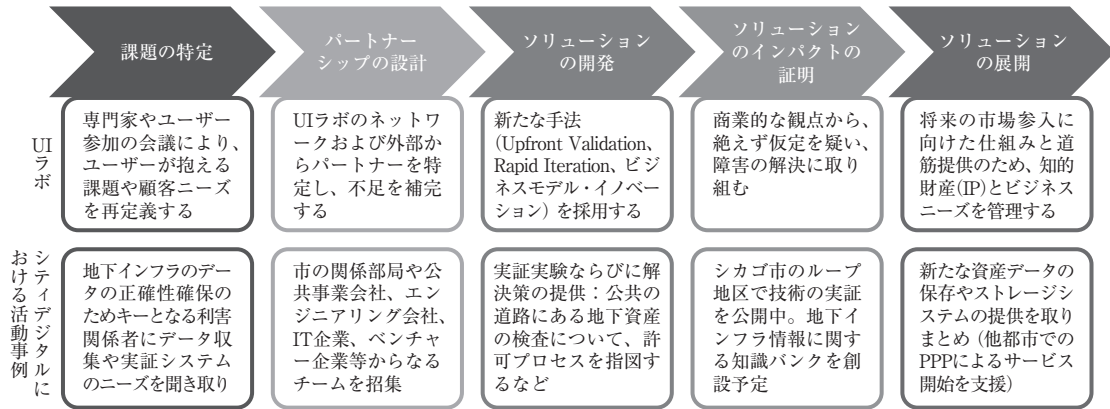 課題の特定
パートナー
シップの設計
ソリューション
の開発
ソリューション
のインパクトの
証明
ソリューション
の展開
UIラボ
専門家やユーザー
参加の会議により、
ユーザーが抱える
課題や顧客ニーズ
を再定義する
UIラボのネットワ
ークおよび外部か
らパートナーを特
定し、不足を補完
する
新たな手法
(Upfront Validation、
Rapid Iteration、ビジ
ネスモデル・イノベー
ション）を採用する
商業的な観点から、
絶えず仮定を疑い、
障害の解決に取り
組む
将来の市場参入に
向けた仕組みと道
筋提供のため、知的
財産(IP)とビジネス
ニーズを管理する
シティデジタルに
おける活動事例
地下インフラのデー
タの正確性確保の
ためキーとなる利害
関係者にデータ収
集や実証システム
のニーズを聞き取り
市の関係部局や公
共事業会社、エン
ジニアリング会社、
IT企業、ベンチャ
ー企業等からなる
チームを招集
実証実験ならびに解
決策の提供：公共の
道路にある地下資産
の検査について、許
可プロセスを指図す
るなど
シカゴ市のループ
地区で技術の実証
を公開中。地下イ
ンフラ情報に関す
る知識バンクを創
設予定
新たな資産データの
保存やストレージシ
ステムの提供を取り
まとめ（他都市での
PPPによるサービス
開始を支援）